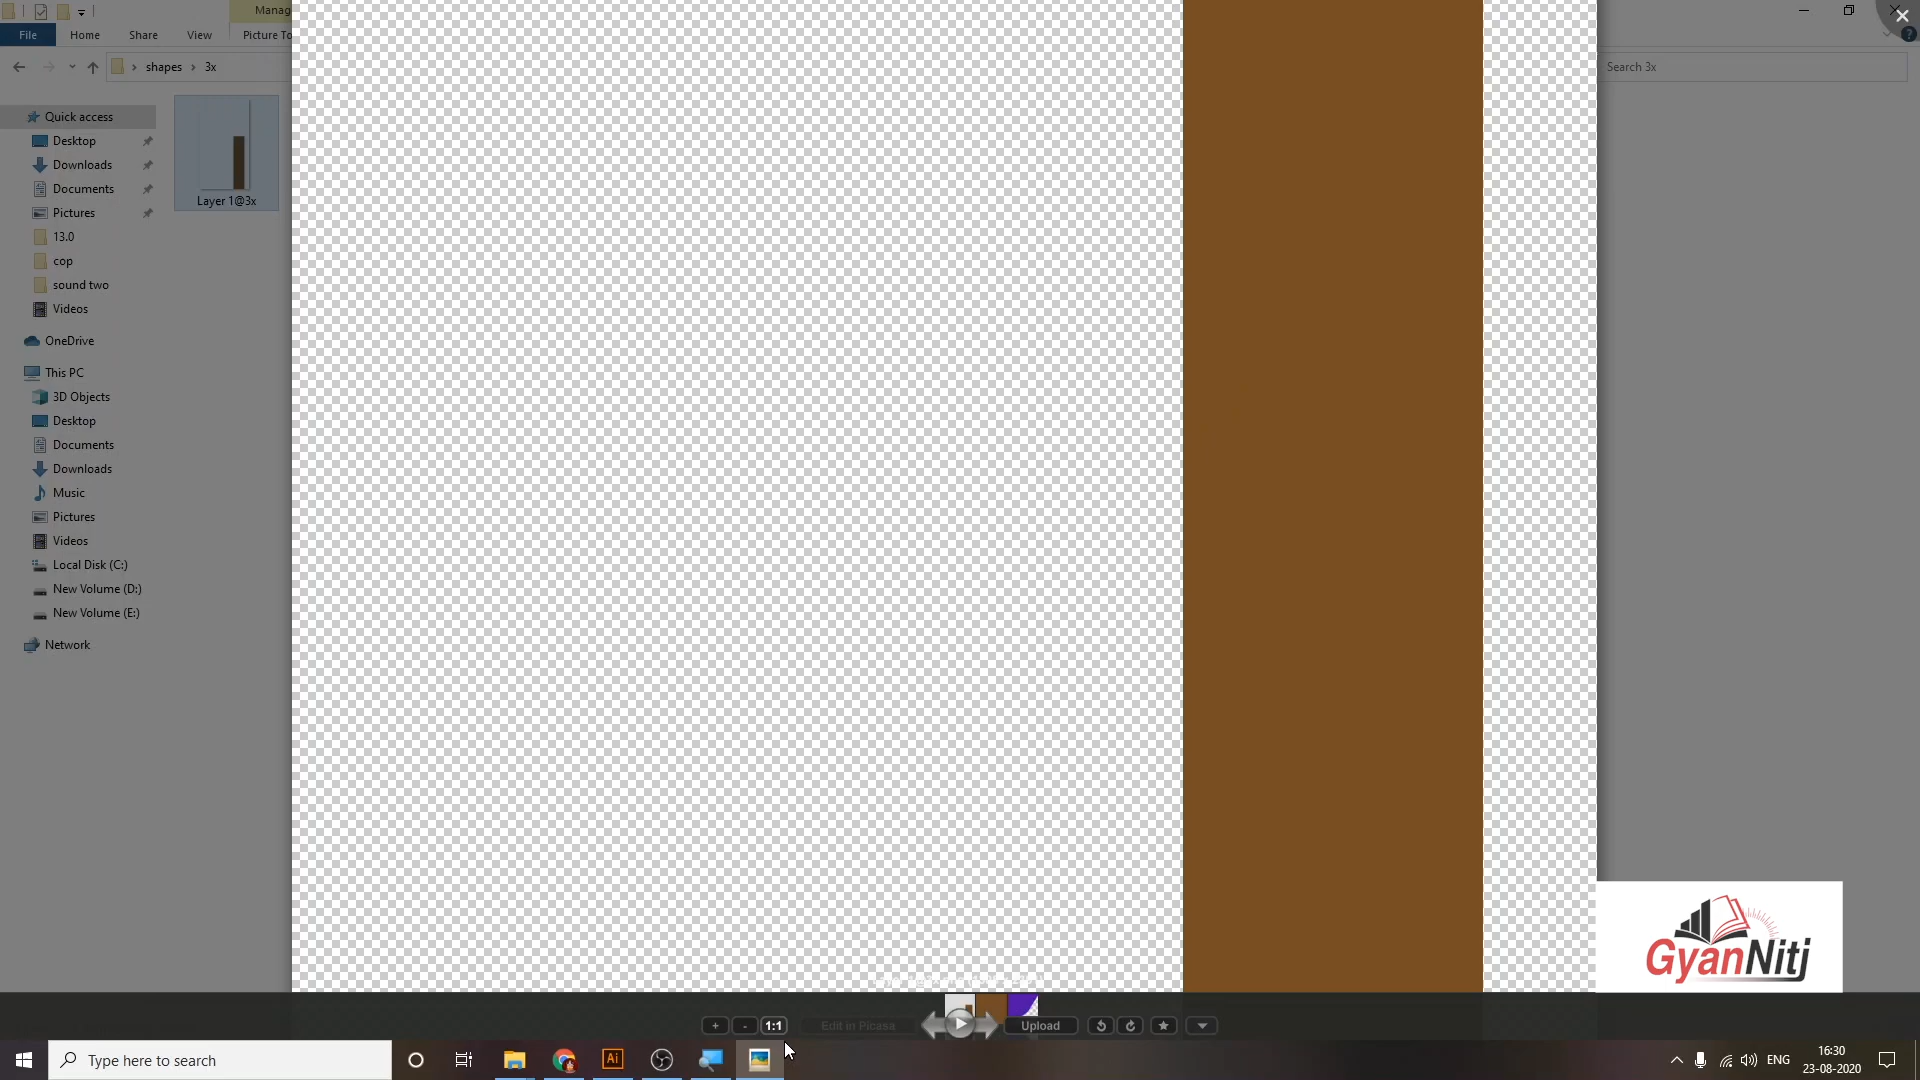 Manag
File
Home
Share
View
Picture To
shapes
3x
Search 3x
Quick access
Desktop
Downloads
Documents
Pictures
13.0
cop
sound two
Videos
OneDrive
This PC
3D Objects
Desktop
Documents
Downloads
Music
Pictures
Videos
Local Disk (C:)
New Volume (D:)
New Volume (E:)
Network
Layer 1@3x
GyanNiti
+
-
1:1
Edit in Picasa
Upload
Type here to search
Ai
ENG
16:30
23-08-2020